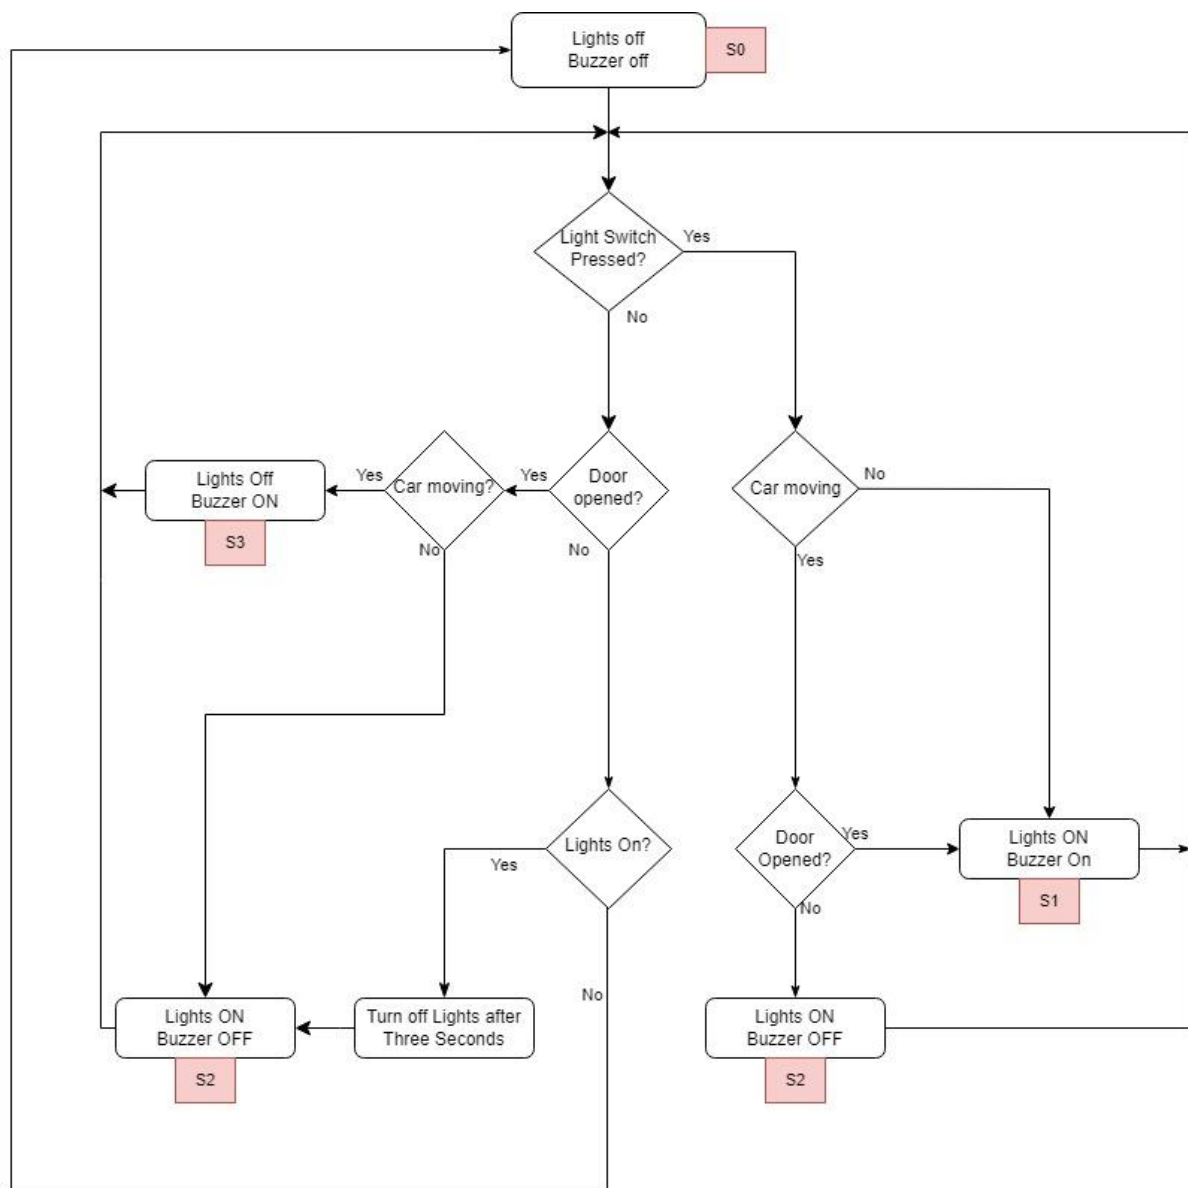 Lights off
Buzzer off
S0
Light Switch
Pressed?
Yes
No
Lights Off
Buzzer ON
S3
Yes
Car moving?
No
Yes
Door
opened?
No
Car moving
No
Yes
Lights On?
Yes
No
Door
Opened?
Yes
No
Lights ON
Buzzer On
S1
Lights ON
Buzzer OFF
S2
Turn off Lights after
Three Seconds
Lights ON
Buzzer OFF
S2